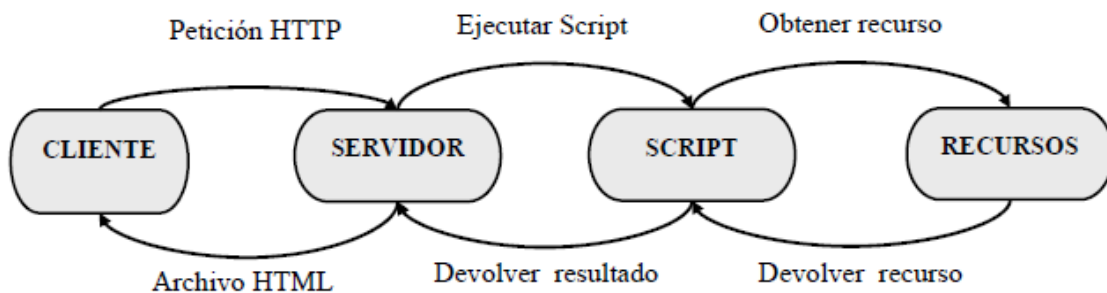 Petición HTTP
Ejecutar Script
Obtener recurso
CLIENTE
SERVIDOR
SCRIPT
RECURSOS
Archivo HTML
Devolver resultado
Devolver recurso